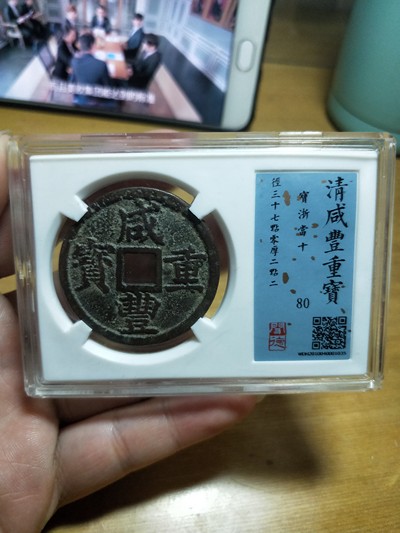 咸
豐
重
寶
清咸豐重寶
寶浙當十
徑三十七點零厚二點二
80